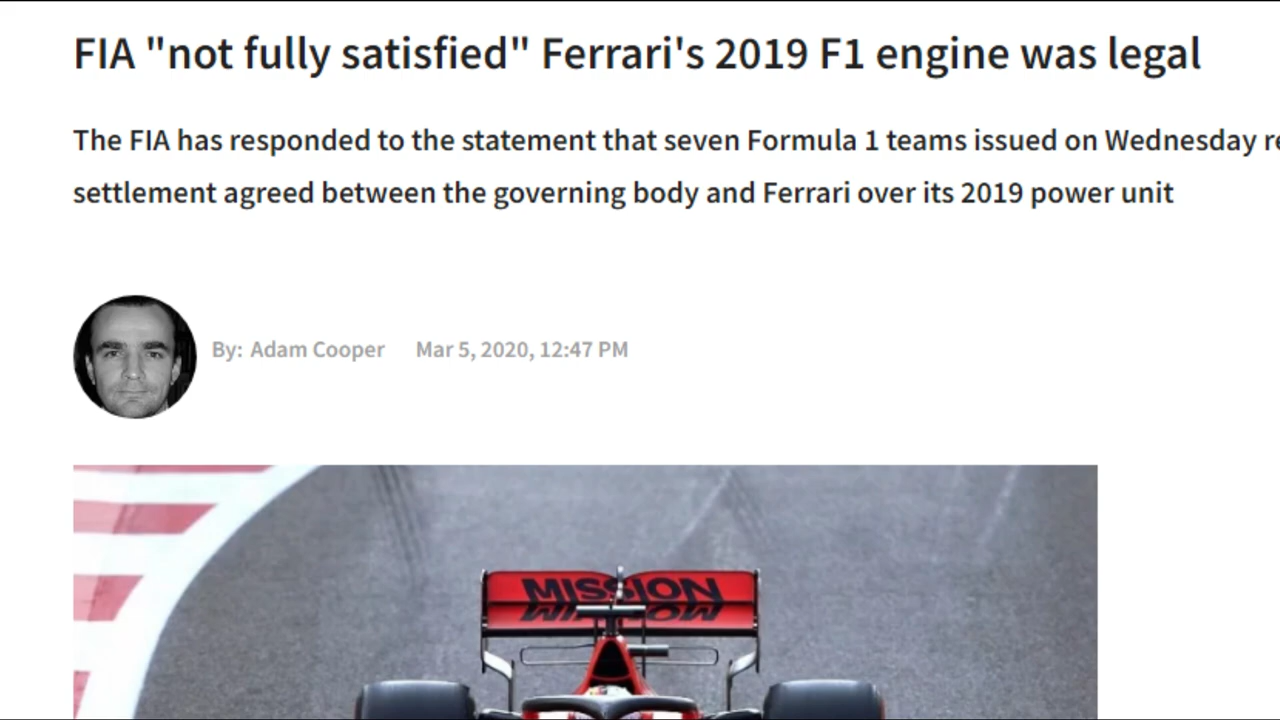 FIA "not fully satisfied" Ferrari's 2019 F1 engine was legal
The FIA has responded to the statement that seven Formula 1 teams issued on Wednesday
settlement agreed between the governing body and Ferrari over its 2019 power unit
By: Adam Cooper Mar 5, 2020, 12:47 PM
MISSION
WINNOW